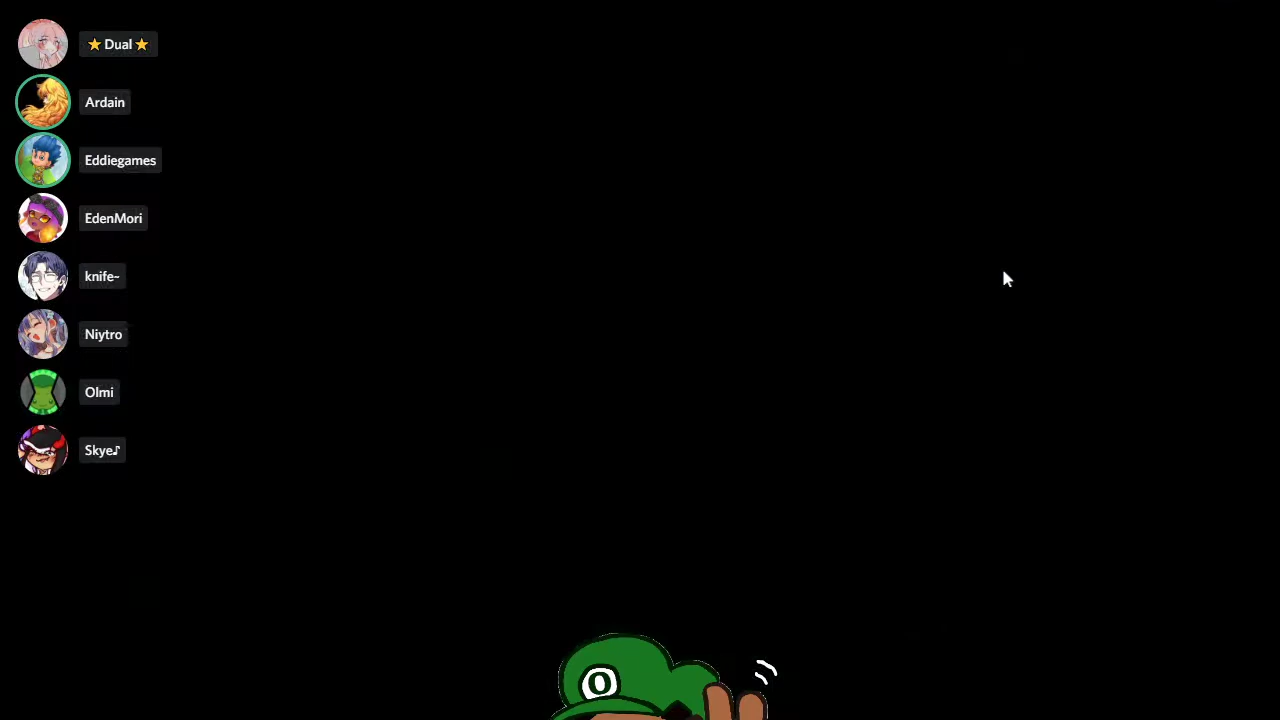 ⭐Dual⭐
Ardain
Eddiegames
EdenMori
knife~
Niytro
Olmi
Skye♪
O